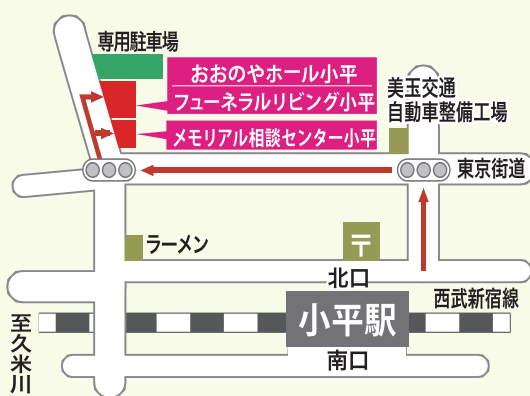 専用駐車場
おおのやホール小平
フューネラルリビング小平
メモリアル相談センター小平
美玉交通
自動車整備工場
東京街道
ラーメン
〒
北口
西武新宿線
小平駅
至久米川
南口